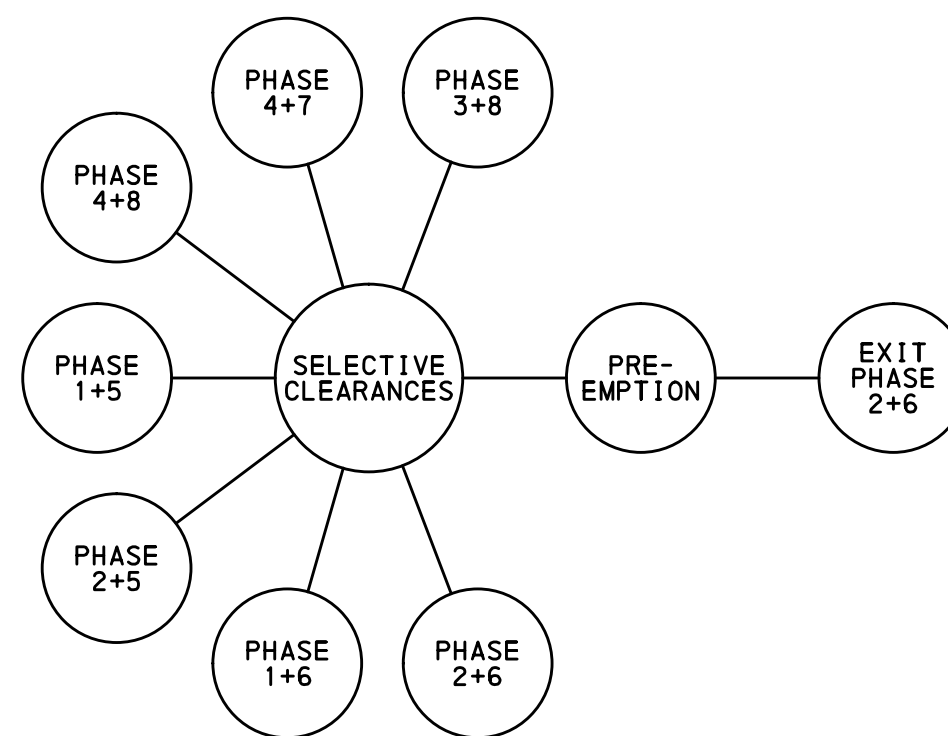 PHASE
4+7
PHASE
3+8
PHASE
4+8
PHASE
1+5
SELECTIVE
CLEARANCES
PRE-
EMPTION
EXIT
PHASE
2+6
PHASE
2+5
PHASE
1+6
PHASE
2+6